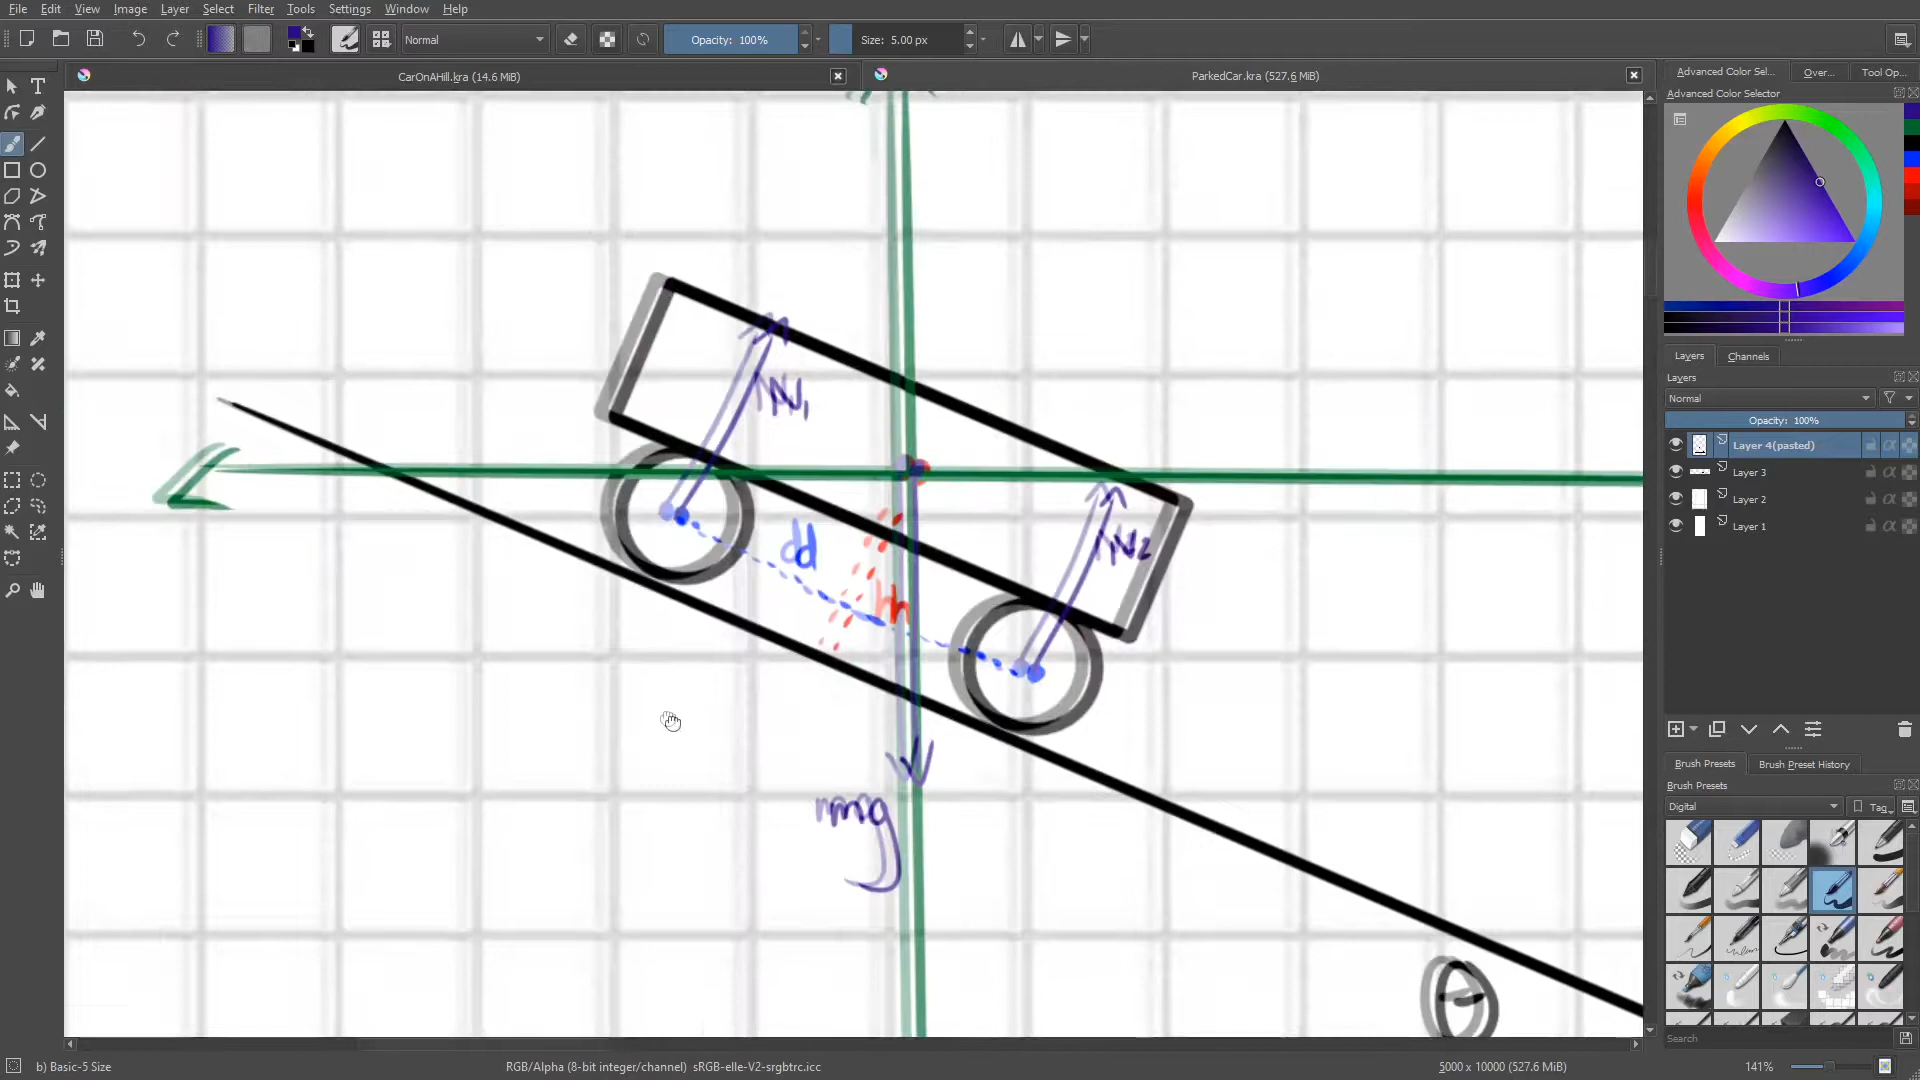 File Edit View Image Layer Select Filter Tools Settings Window Help
Normal Opacity: 100% Size: 5.00 px
CarOnAHill.kra (14.6 MiB) ParkedCar.kra (527.6 MiB)
Advanced Color Sel... Over... Tool Op...
Advanced Color Selector
Layers Channels
Layers
Normal
Opacity: 100%
Layer 4(pasted)
Layer 3
Layer 2
Layer 1
N₁
N₂
d
h
mg
θ
Brush Presets Brush Preset History
Brush Presets
Digital Tag
Search
b) Basic-5 Size RGB/Alpha (8-bit integer/channel) sRGB-elle-V2-srgbtrc.icc 5000 x 10000 (527.6 MiB) 141%